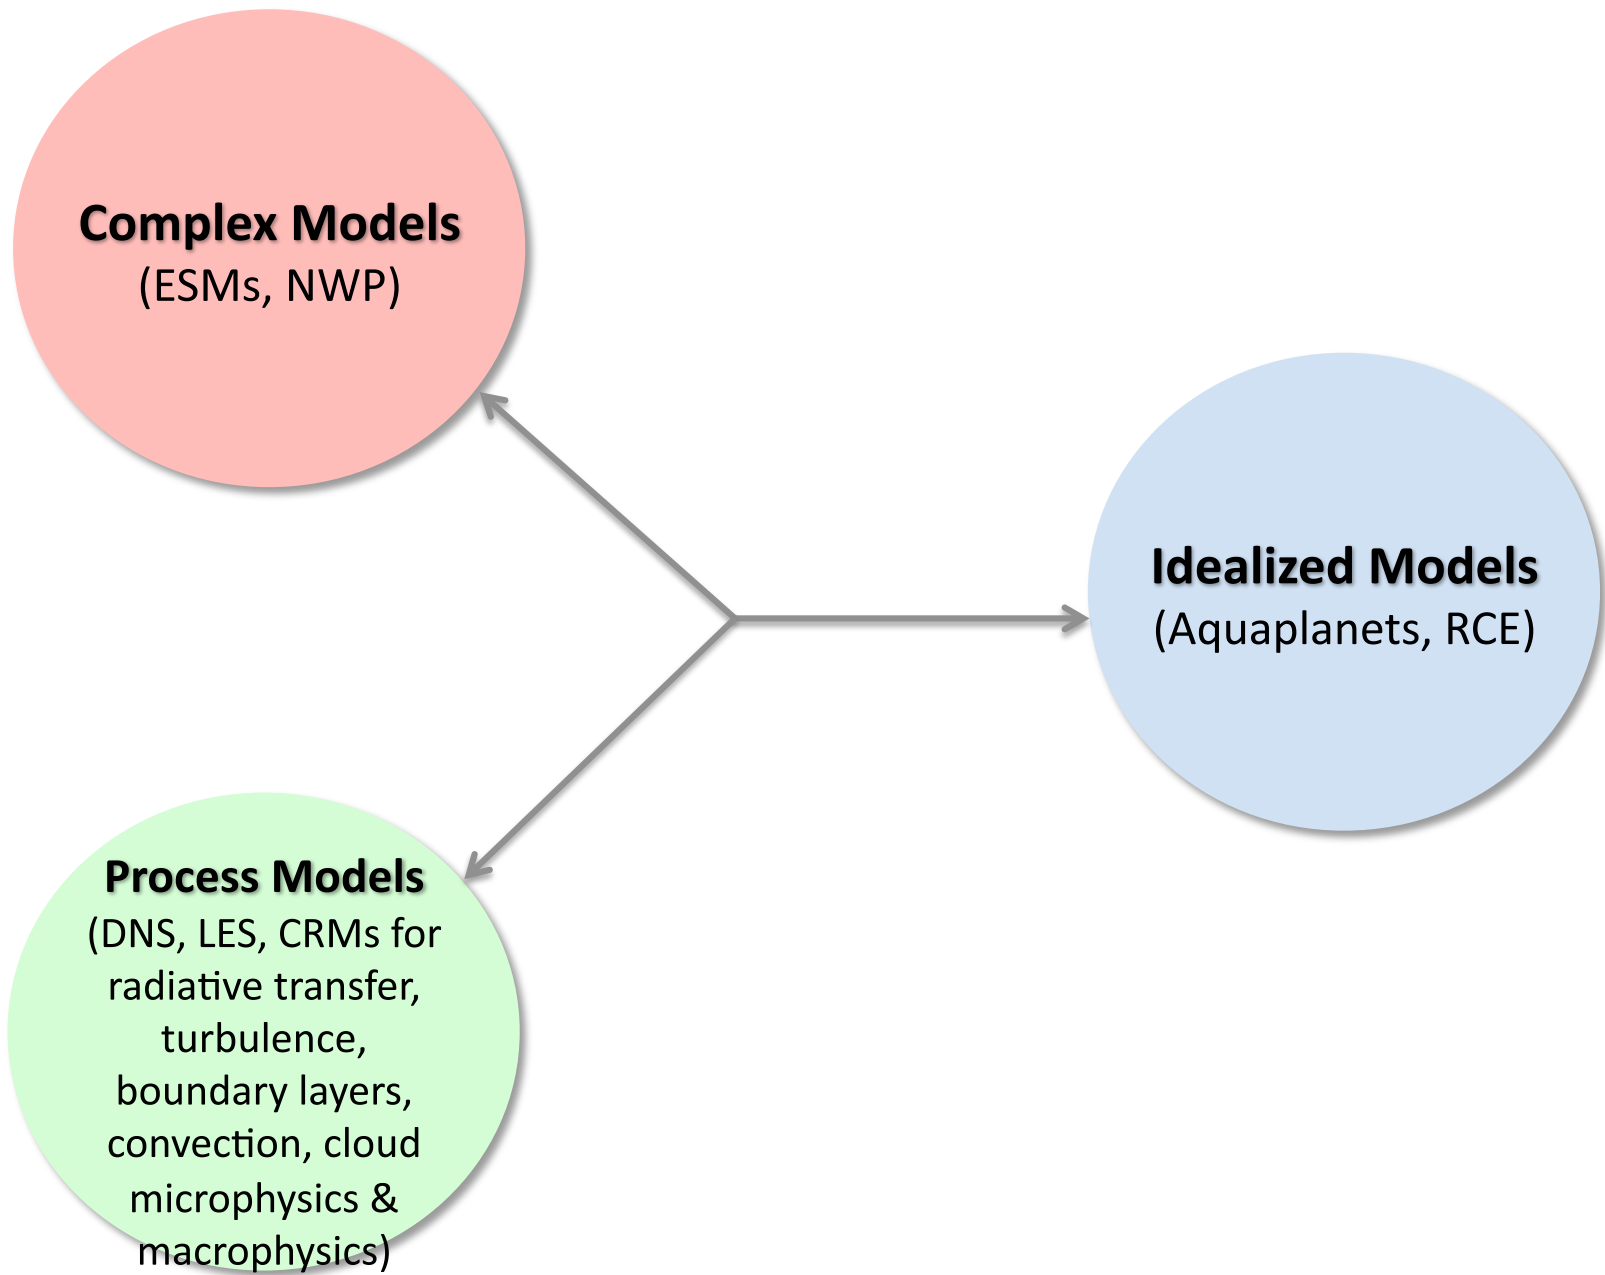 Complex Models
(ESMs, NWP)
Idealized Models
(Aquaplanets, RCE)
Process Models
(DNS, LES, CRMs for
radiative transfer,
turbulence,
boundary layers,
convection, cloud
microphysics &
macrophysics)